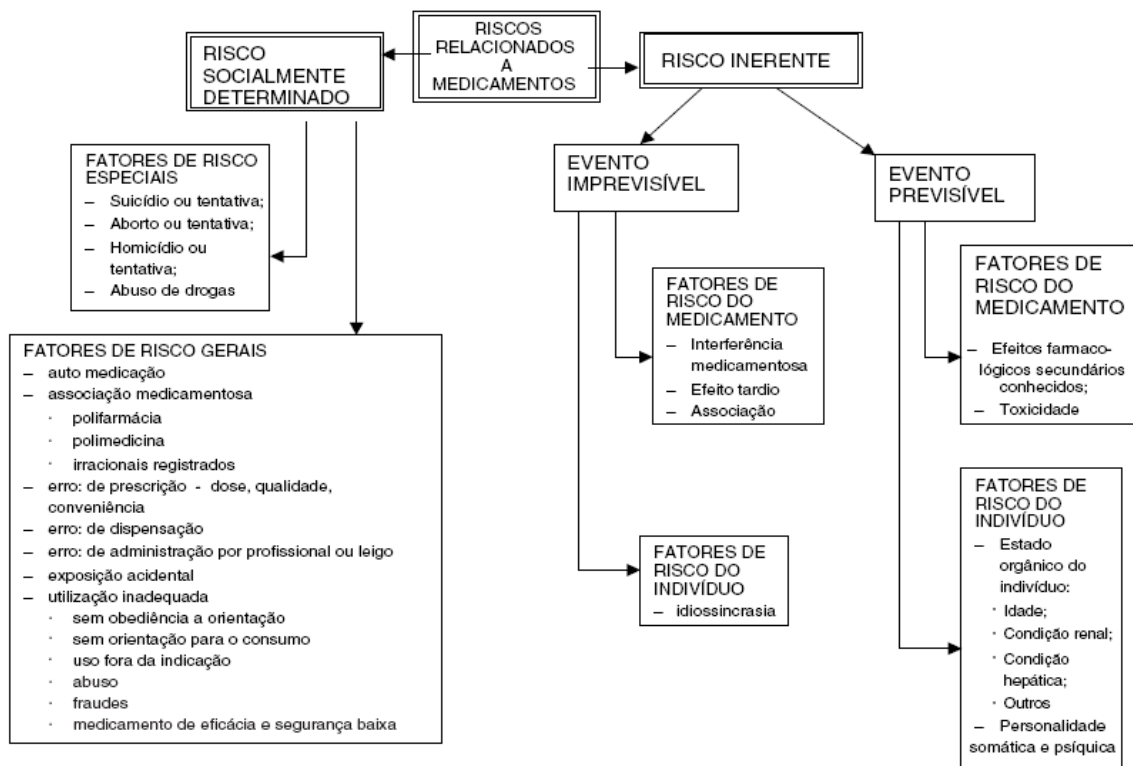 RISCOS
RELACIONADOS
A
MEDICAMENTOS
RISCO
SOCIALMENTE
DETERMINADO
RISCO INERENTE
FATORES DE RISCO
ESPECIAIS
– Suicídio ou tentativa;
– Aborto ou tentativa;
– Homicídio ou
tentativa;
– Abuso de drogas
FATORES DE RISCO GERAIS
– auto medicação
– associação medicamentosa
· polifarmácia
· polimedicina
· irracionais registrados
– erro: de prescrição - dose, qualidade,
conveniência
– erro: de dispensação
– erro: de administração por profissional ou leigo
– exposição acidental
– utilização inadequada
· sem obediência a orientação
· sem orientação para o consumo
· uso fora da indicação
· abuso
· fraudes
· medicamento de eficácia e segurança baixa
EVENTO
IMPREVISÍVEL
FATORES DE
RISCO DO
MEDICAMENTO
– Interferência
medicamentosa
– Efeito tardio
– Associação
FATORES DE
RISCO DO
INDIVÍDUO
– idiossincrasia
EVENTO
PREVISÍVEL
FATORES DE
RISCO DO
MEDICAMENTO
– Efeitos farmaco-
lógicos secundários
conhecidos;
– Toxicidade
FATORES DE
RISCO DO
INDIVÍDUO
– Estado
orgânico do
indivíduo:
· Idade;
· Condição renal;
· Condição
hepática;
· Outros
– Personalidade
somática e psíquica